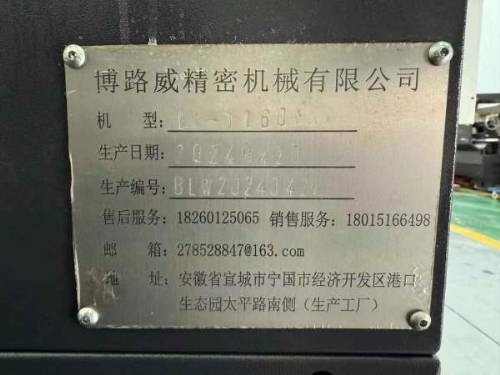 博路威精密机械有限公司
机 型:
生产日期:
生产编号:
售后服务: 18260125065 销售服务: 18015166498
邮 箱: 278528847@163.com
地 址: 安徽省宣城市宁国市经济开发区港口
生态园太平路南侧(生产工厂)